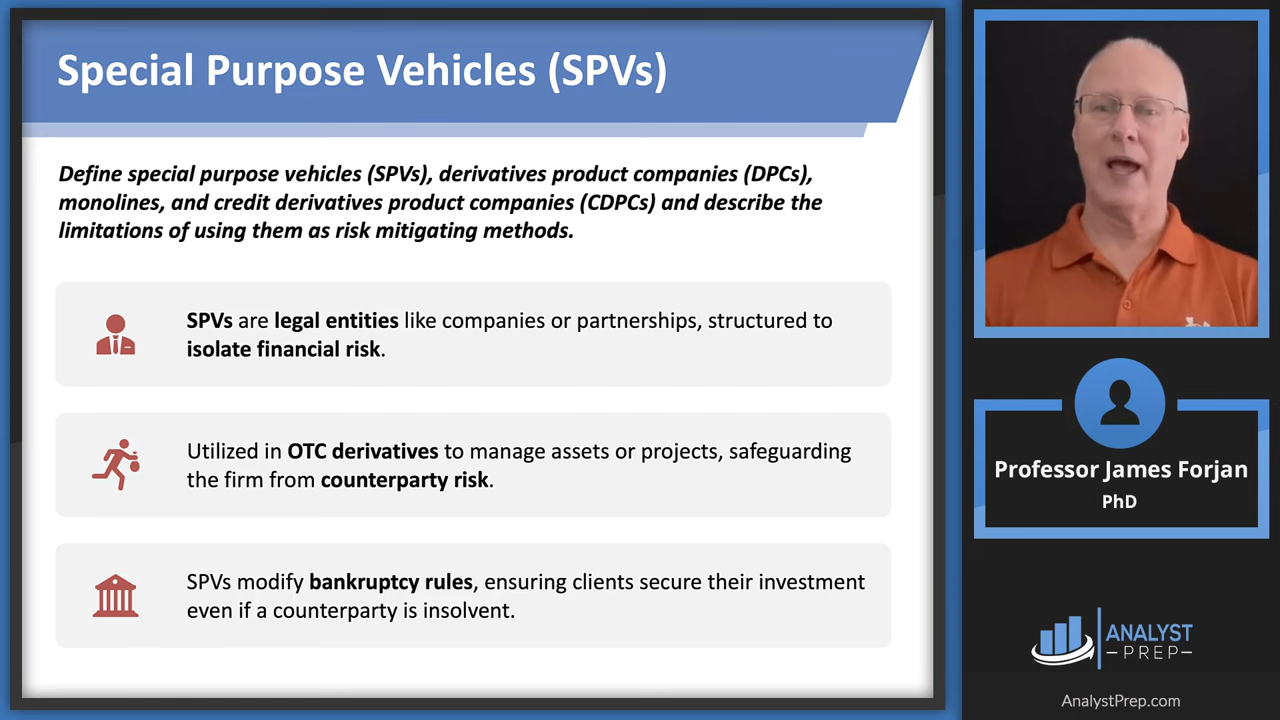 Special Purpose Vehicles (SPVs)
Define special purpose vehicles (SPVs), derivatives product companies (DPCs),
monolines, and credit derivatives product companies (CDPCs) and describe the
limitations of using them as risk mitigating methods.
SPVs are legal entities like companies or partnerships, structured to
isolate financial risk.
Utilized in OTC derivatives to manage assets or projects, safeguarding
the firm from counterparty risk.
SPVs modify bankruptcy rules, ensuring clients secure their investment
even if a counterparty is insolvent.
Professor James Forjan
PhD
ANALYST
PREP
AnalystPrep.com